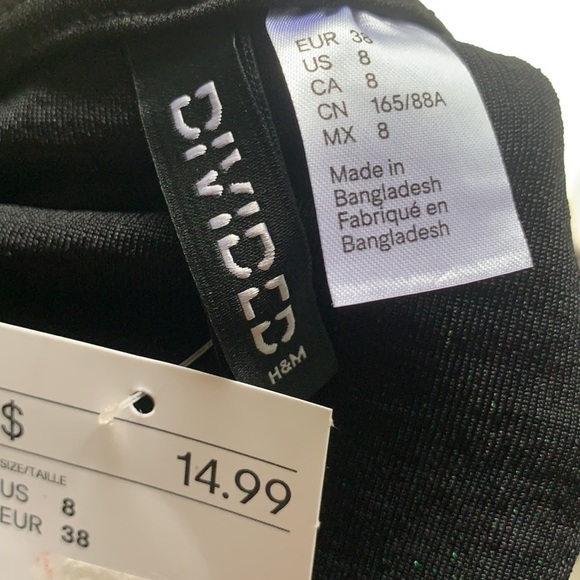 DIVIDED
H&M
EUR 38
US 8
CA 8
CN 165/88A
MX 8
Made in
Bangladesh
Fabriqué en
Bangladesh
$
14.99
SIZE/TAILLE
US 8
EUR 38